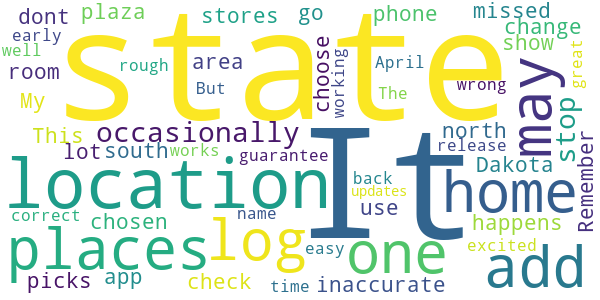 dont plaza stores go phone missed
early state change
well rough area choose working April show
room But The wrong great
My may stop
This occasionally It north
lot south works guarantee release Remember
location home Dakota
back updates
correct chosen log name use happens
places one easy excited add
picks app check time inaccurate